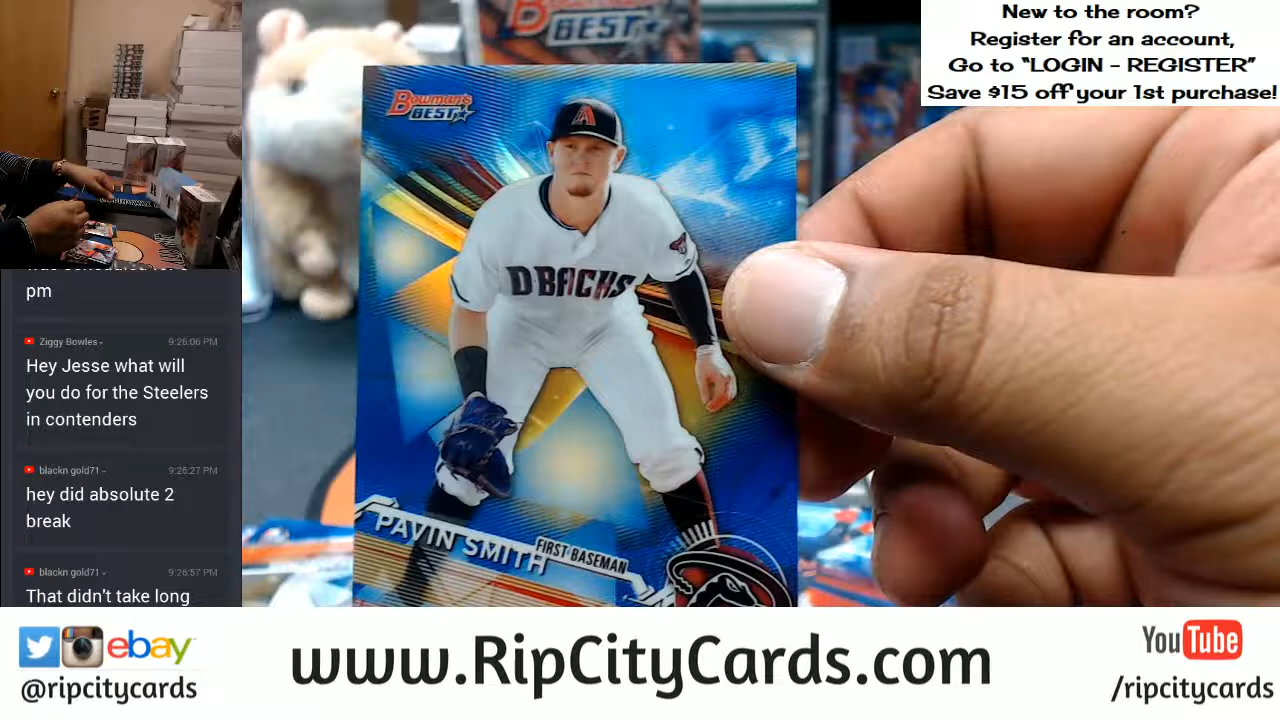 BOWMAN'S
BEST
New to the room?
Register for an account,
Go to "LOGIN - REGISTER"
Save $15 off your 1st purchase!
BOWMAN'S
BEST
A
D·BACKS
PAVIN SMITH
FIRST BASEMAN
pm
Ziggy Bowles
9:26:06 PM
Hey Jesse what will
you do for the Steelers
in contenders
blackn gold71
9:26:27 PM
hey did absolute 2
break
blackn gold71
9:26:57 PM
That didn't take long
ebay
@ripcitycards
www.RipCityCards.com
YouTube
/ripcitycards